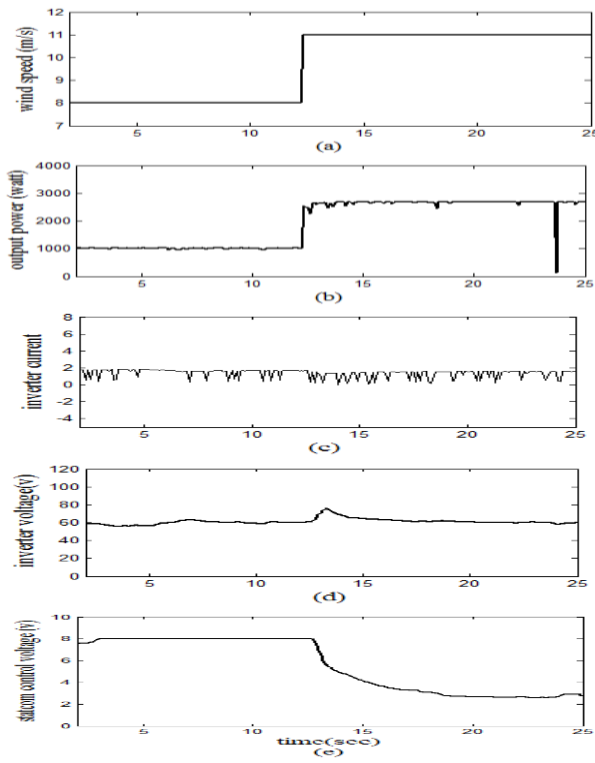 12
11
10
9
8
7
wind speed (m/s)
5 10 15 20 25
(a)
4000
3000
2000
1000
0
output power (watt)
5 10 15 20 25
(b)
8
6
4
2
0
-2
-4
inverter current
5 10 15 20 25
(c)
120
100
80
60
40
20
0
inverter voltage(v)
5 10 15 20 25
(d)
10
8
6
4
2
0
statcom control voltage (v)
5 10 15 20 25
time(sec)
(e)